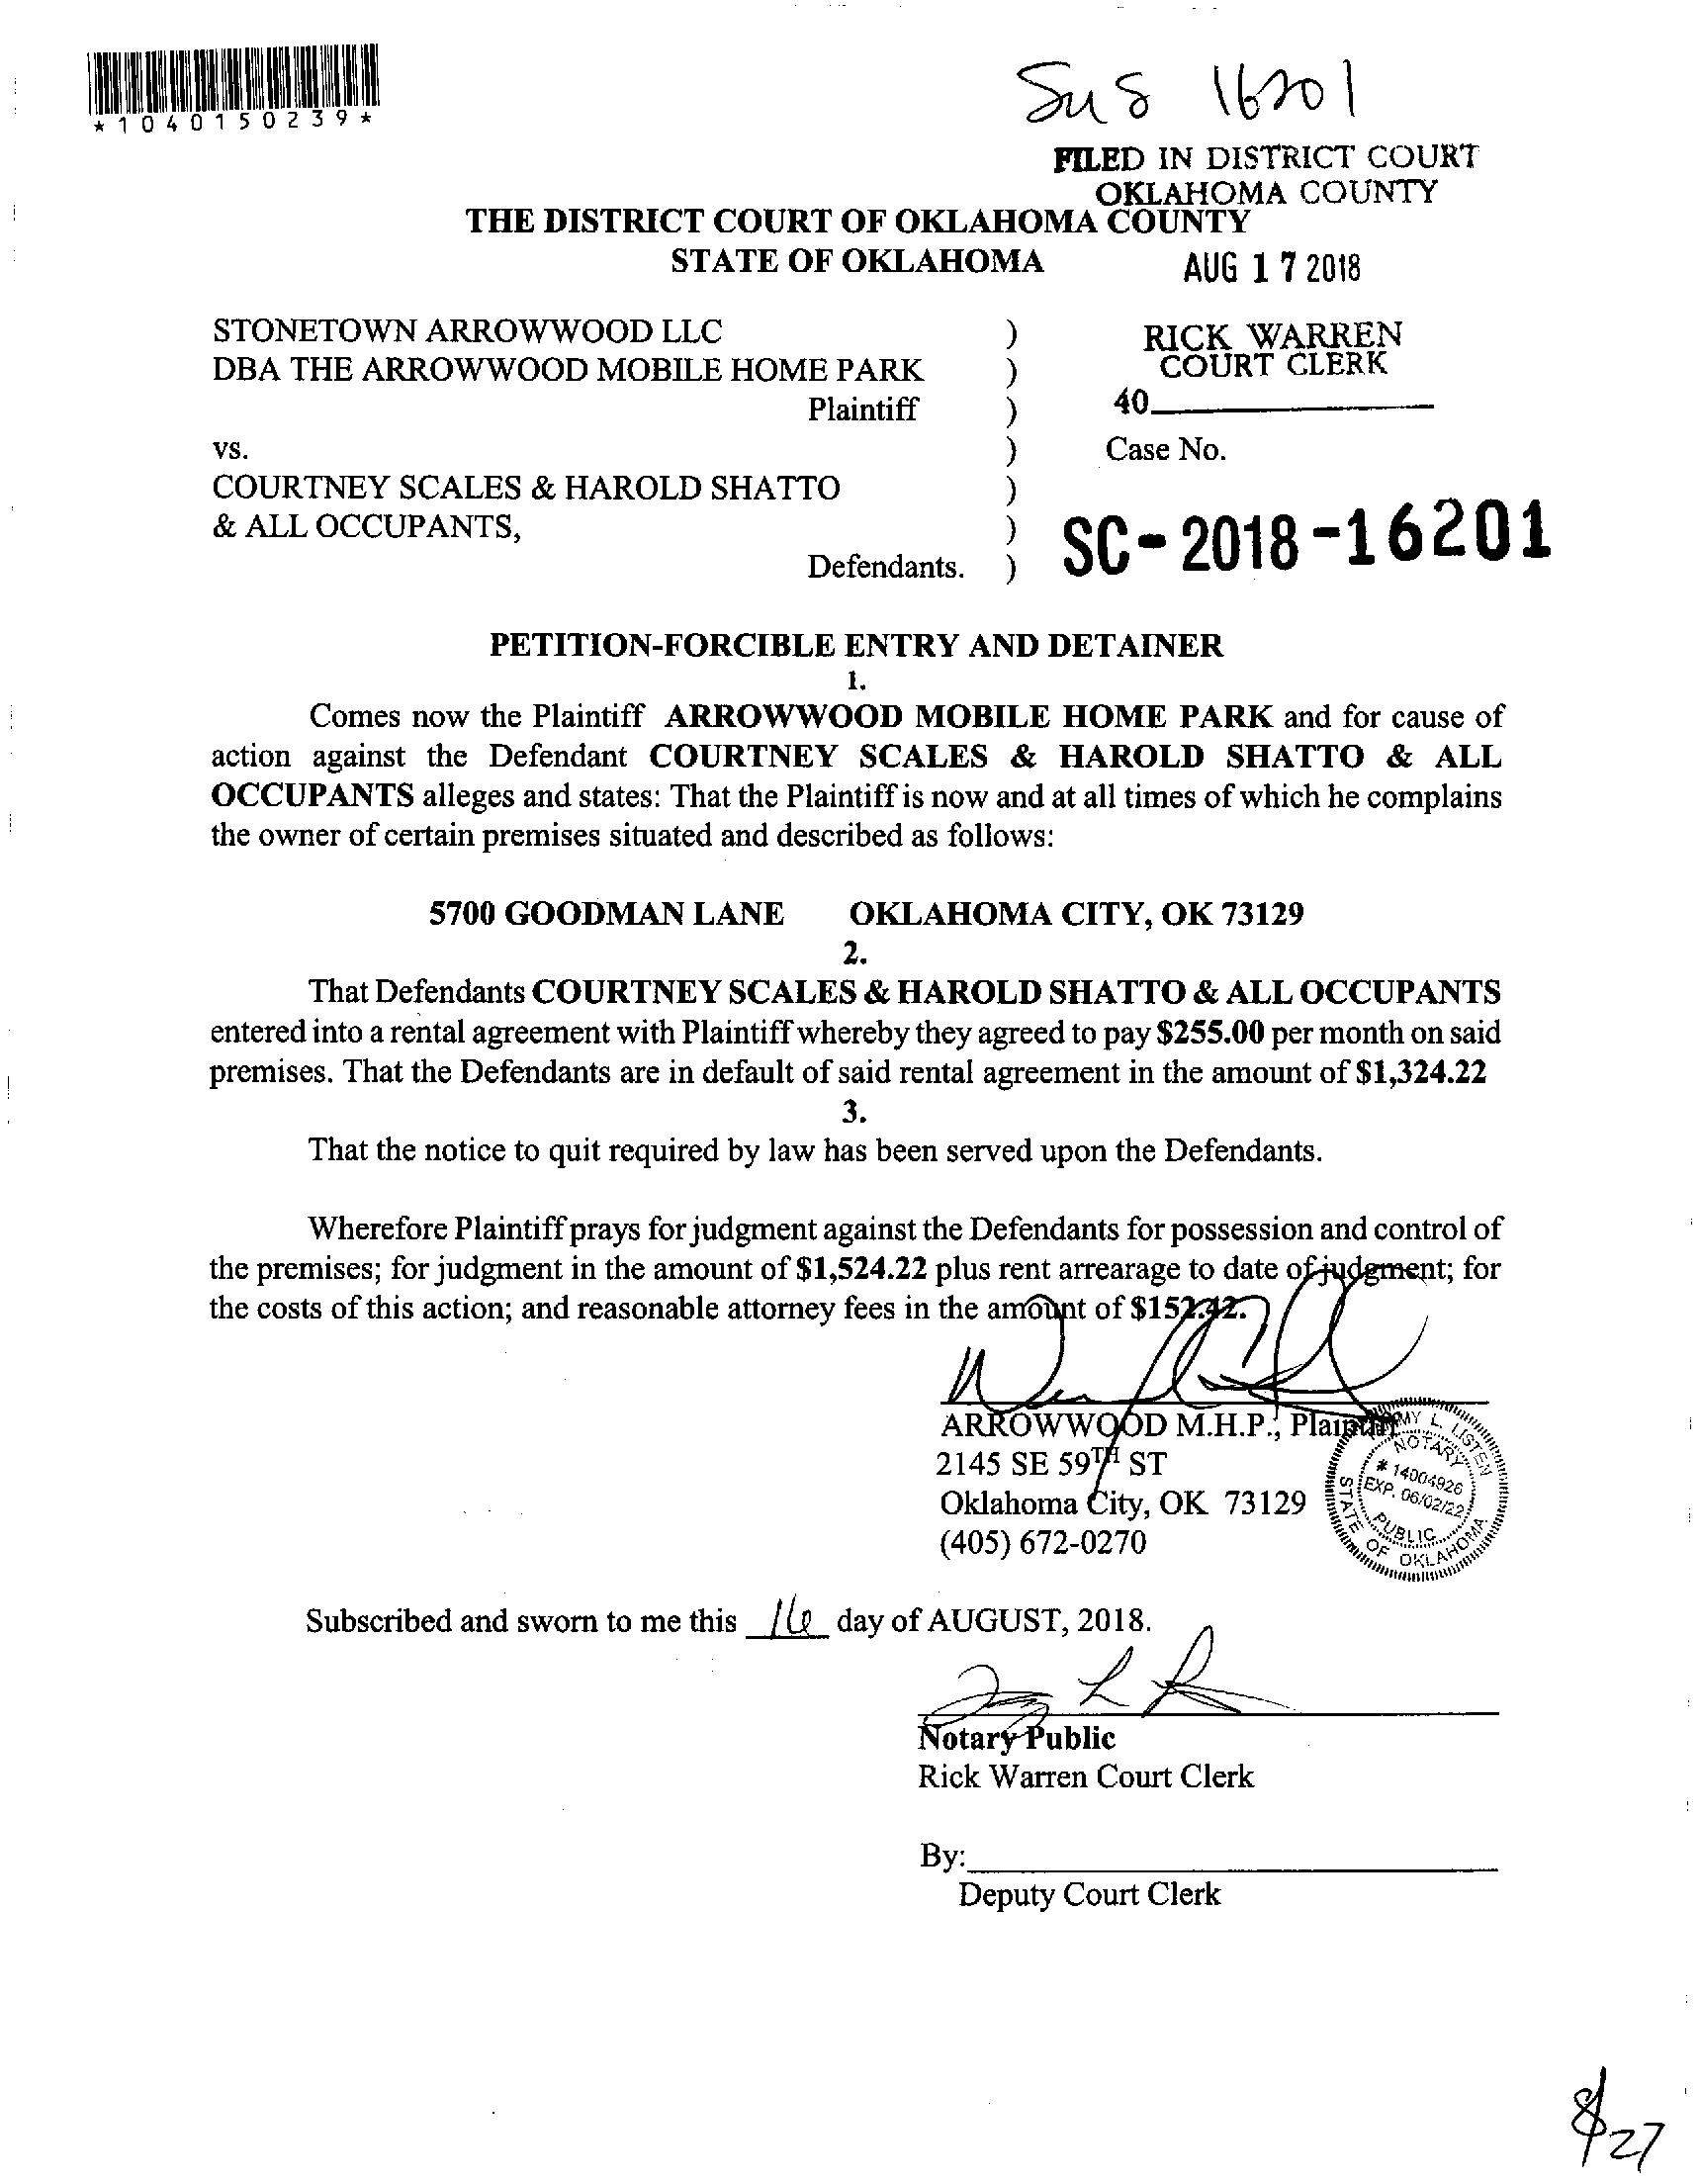 *1040150239*
SuS 16201
FILED IN DISTRICT COURT
OKLAHOMA COUNTY
THE DISTRICT COURT OF OKLAHOMA COUNTY
STATE OF OKLAHOMA
AUG 17 2018
STONETOWN ARROWWOOD LLC )
RICK WARREN
DBA THE ARROWWOOD MOBILE HOME PARK )
COURT CLERK
Plaintiff )
40
vs. ) Case No.
COURTNEY SCALES & HAROLD SHATTO )
& ALL OCCUPANTS, )
SC-2018-16201
Defendants. )
PETITION-FORCIBLE ENTRY AND DETAINER
1.
Comes now the Plaintiff ARROWWOOD MOBILE HOME PARK and for cause of
action against the Defendant COURTNEY SCALES & HAROLD SHATTO & ALL
OCCUPANTS alleges and states: That the Plaintiff is now and at all times of which he complains
the owner of certain premises situated and described as follows:
5700 GOODMAN LANE OKLAHOMA CITY, OK 73129
2.
That Defendants COURTNEY SCALES & HAROLD SHATTO & ALL OCCUPANTS
entered into a rental agreement with Plaintiff whereby they agreed to pay $255.00 per month on said
premises. That the Defendants are in default of said rental agreement in the amount of $1,324.22
3.
That the notice to quit required by law has been served upon the Defendants.
Wherefore Plaintiff prays for judgment against the Defendants for possession and control of
the premises; for judgment in the amount of $1,524.22 plus rent arrearage to date of judgment; for
the costs of this action; and reasonable attorney fees in the amount of $152.42.
ARROWWOOD M.H.P., Plaintiff
2145 SE 59TH ST
Oklahoma City, OK 73129
(405) 672-0270
L. LISTEN
NOTARY
# 14004926
EXP. 06/02/22
PUBLIC
STATE OF OKLAHOMA
Subscribed and sworn to me this 16 day of AUGUST, 2018.
Notary Public
Rick Warren Court Clerk
By:
Deputy Court Clerk
$27